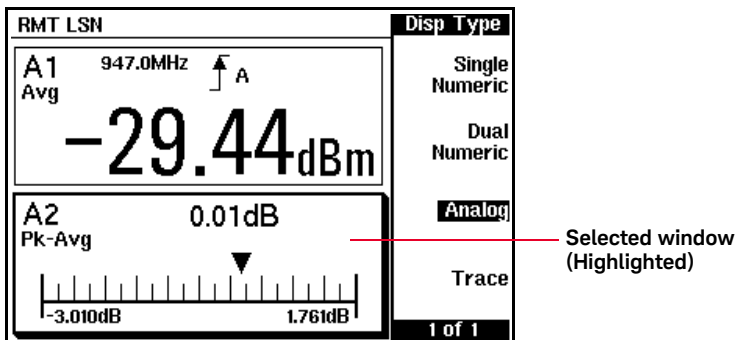 RMT LSN
Disp Type
A1
947.0MHz
A
Avg
-29.44dBm
Single
Numeric
Dual
Numeric
Analog
Trace
1 of 1
A2
0.01dB
Pk-Avg
-3.010dB
1.761dB
Selected window
(Highlighted)